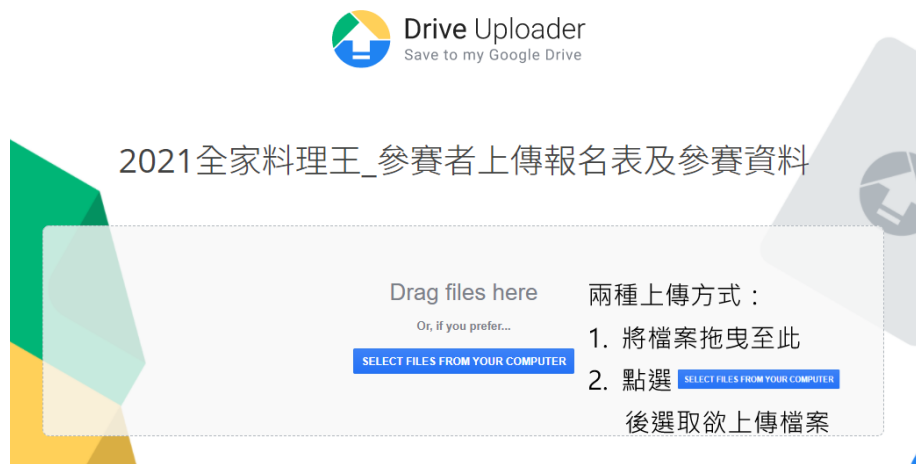 Drive Uploader
Save to my Google Drive
2021全家料理王_參賽者上傳報名表及參賽資料
Drag files here
Or, if you prefer...
SELECT FILES FROM YOUR COMPUTER
兩種上傳方式：
1. 將檔案拖曳至此
2. 點選 SELECT FILES FROM YOUR COMPUTER
後選取欲上傳檔案